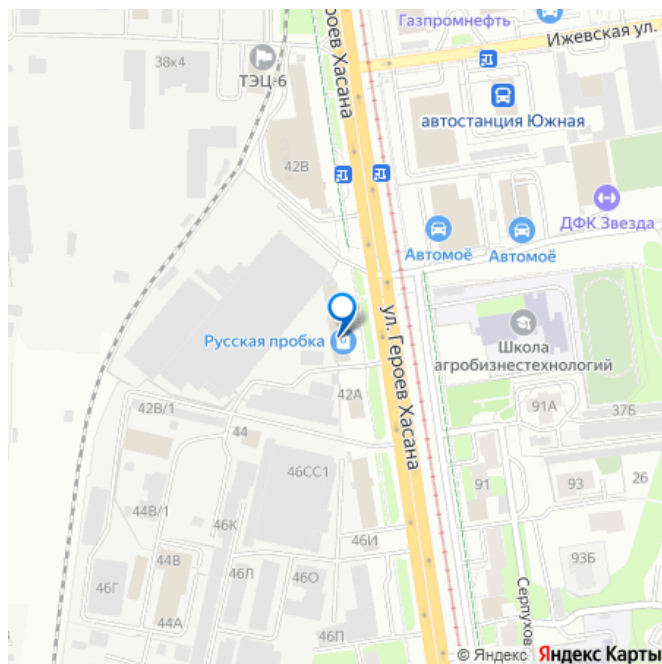 Газпромнефть
Ижевская ул.
38к4
ТЭЦ-6
ул. Героев Хасана
автостанция Южная
42В
ДФК Звезда
Автомоё
Автомоё
ул. Героев Хасана
Русская пробка
Школа
агробизнестехнологий
42А
91А
37Б
42В/1
44
46СС1
91
93
26
44В/1
46К
46И
44В
93Б
46Г
46Л
46О
Серпухов
44А
46П
© Яндекс Яндекс Карты